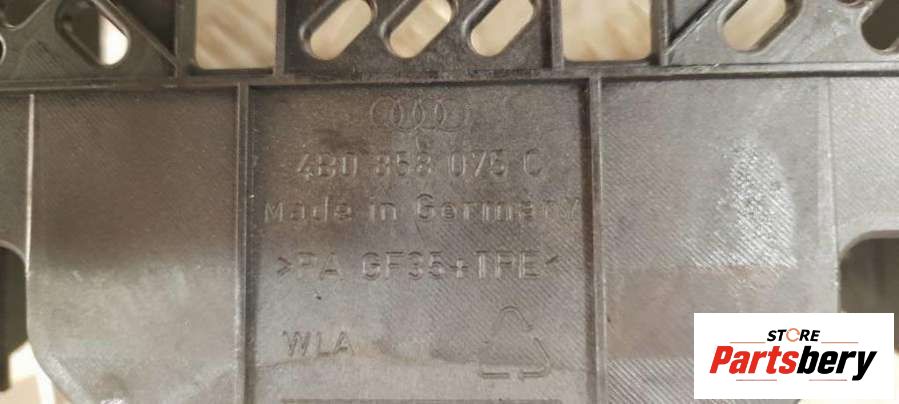 4B0 858 075 C
Made in Germany
>PA GF35+TPE<
WLA
STORE
Partsbery